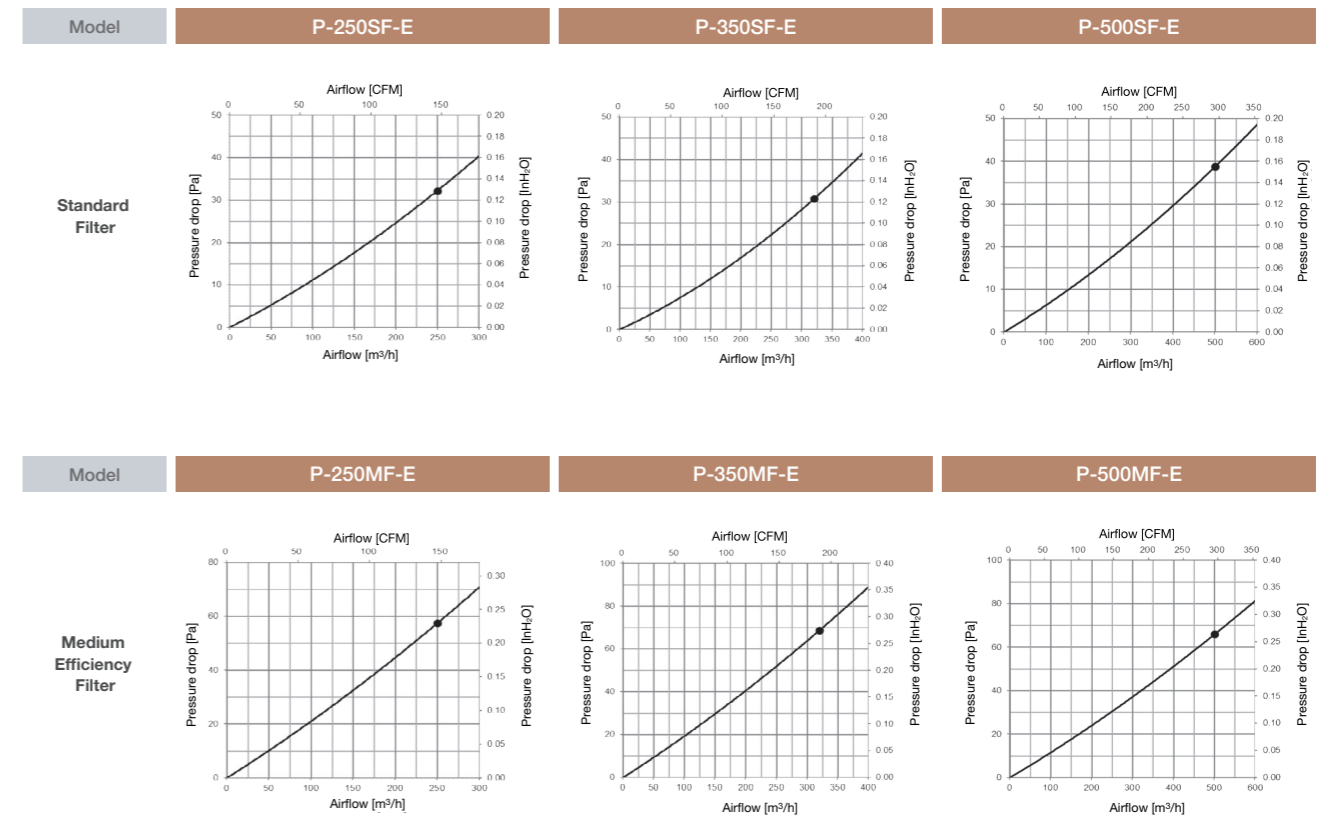 Model P-250SF-E P-350SF-E P-500SF-E
Standard
Filter
Airflow [CFM]
0 50 100 150
Pressure drop [Pa]
50
40
30
20
10
0
0.20
0.18
0.16
0.14
0.12
0.10
0.08
0.06
0.04
0.02
0.00
Pressure drop [InH₂O]
0 50 100 150 200 250 300
Airflow [m³/h]
Airflow [CFM]
0 50 100 150 200
Pressure drop [Pa]
50
40
30
20
10
0
0.20
0.18
0.16
0.14
0.12
0.10
0.08
0.06
0.04
0.02
0.00
Pressure drop [InH₂O]
0 50 100 150 200 250 300 350 400
Airflow [m³/h]
Airflow [CFM]
0 50 100 150 200 250 300 350
Pressure drop [Pa]
50
40
30
20
10
0
0.20
0.18
0.16
0.14
0.12
0.10
0.08
0.06
0.04
0.02
0.00
Pressure drop [InH₂O]
0 100 200 300 400 500 600
Airflow [m³/h]
Model P-250MF-E P-350MF-E P-500MF-E
Medium
Efficiency
Filter
Airflow [CFM]
0 50 100 150
Pressure drop [Pa]
80
60
40
20
0
0.30
0.25
0.20
0.15
0.10
0.05
0.00
Pressure drop [InH₂O]
0 50 100 150 200 250 300
Airflow [m³/h]
Airflow [CFM]
0 50 100 150 200
Pressure drop [Pa]
100
80
60
40
20
0
0.40
0.35
0.30
0.25
0.20
0.15
0.10
0.05
0.00
Pressure drop [InH₂O]
0 50 100 150 200 250 300 350 400
Airflow [m³/h]
Airflow [CFM]
0 50 100 150 200 250 300 350
Pressure drop [Pa]
100
80
60
40
20
0
0.40
0.35
0.30
0.25
0.20
0.15
0.10
0.05
0.00
Pressure drop [InH₂O]
0 100 200 300 400 500 600
Airflow [m³/h]